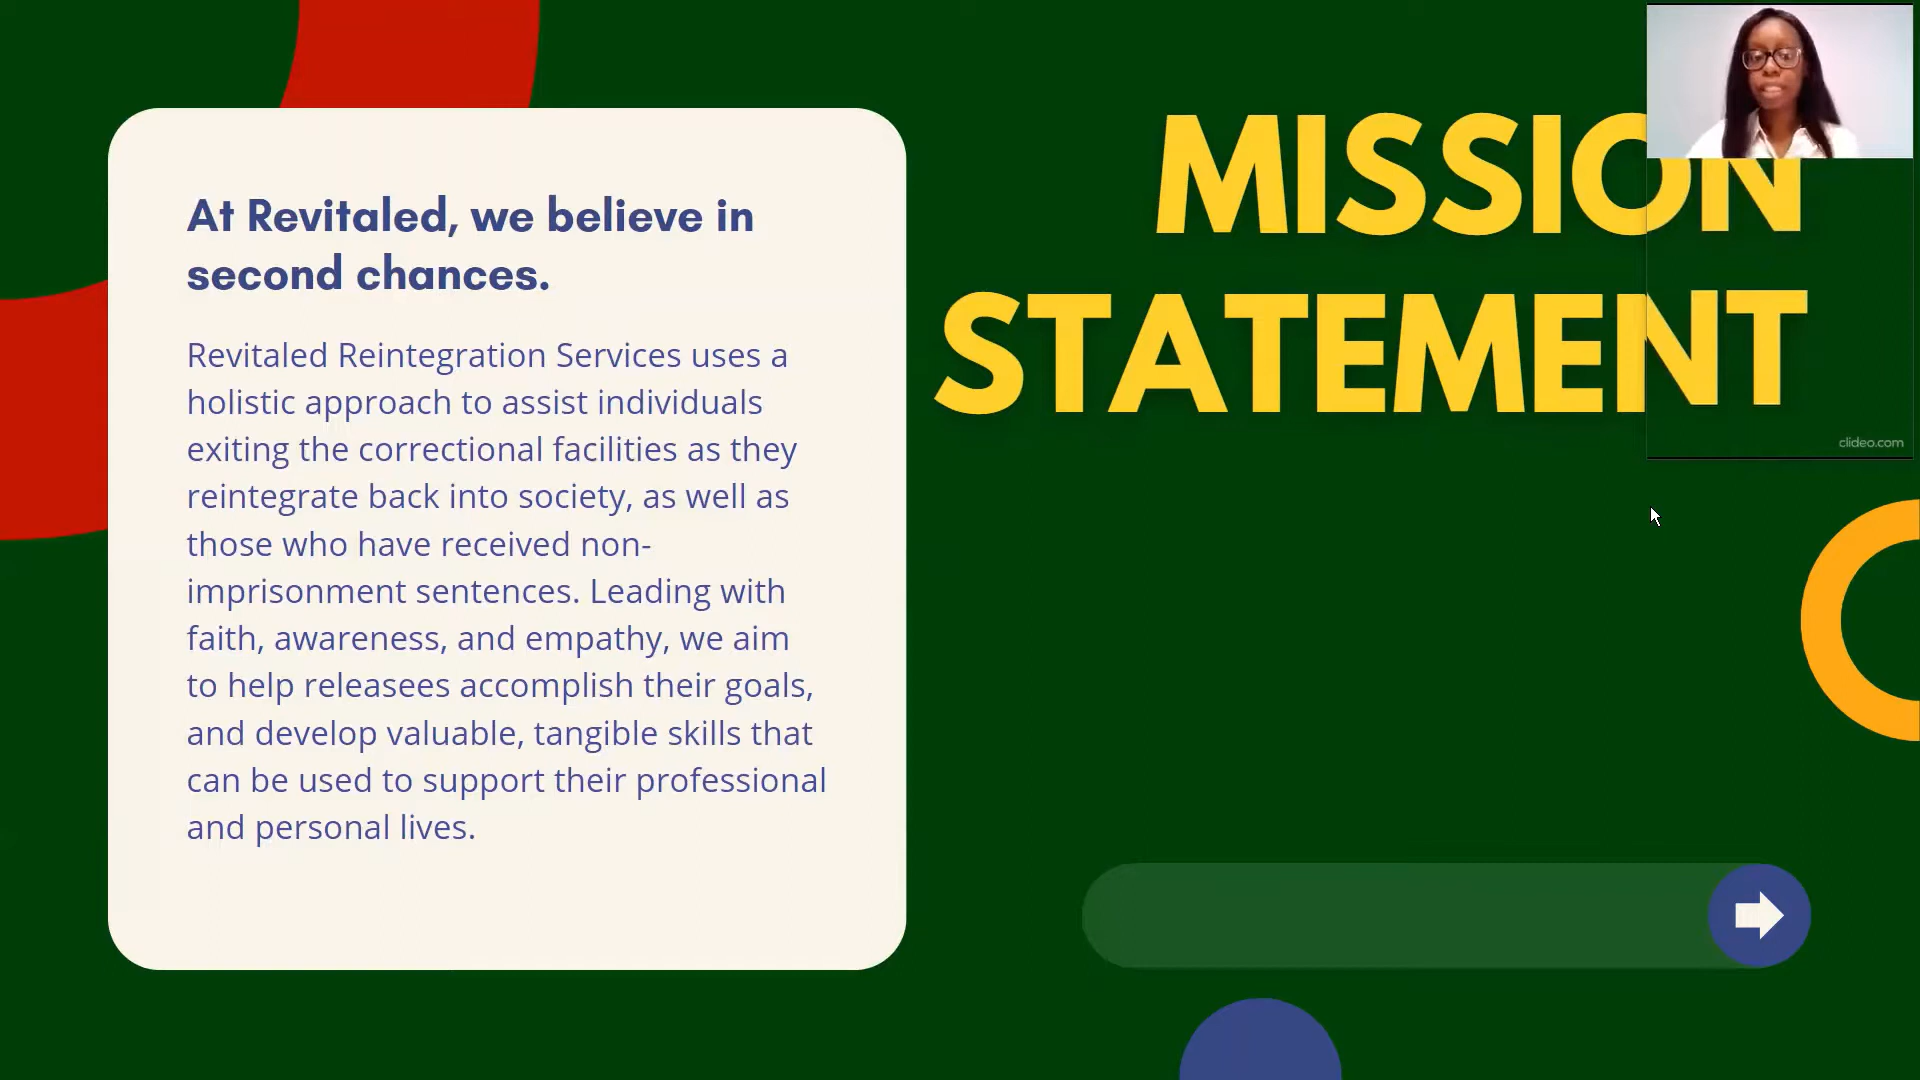 MISSION
STATEMENT
At Revitaled, we believe in
second chances.
Revitaled Reintegration Services uses a
holistic approach to assist individuals
exiting the correctional facilities as they
reintegrate back into society, as well as
those who have received non-
imprisonment sentences. Leading with
faith, awareness, and empathy, we aim
to help releasees accomplish their goals,
and develop valuable, tangible skills that
can be used to support their professional
and personal lives.
clideo.com